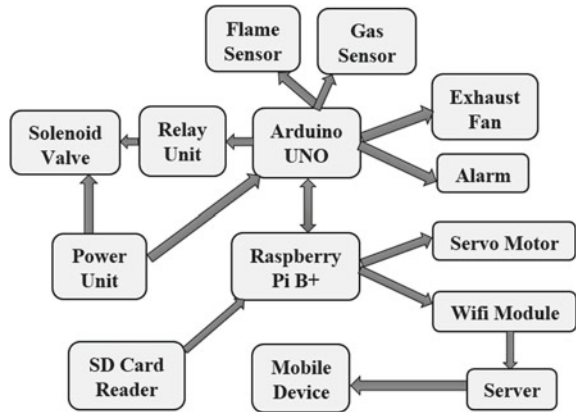 Flame
Sensor
Gas
Sensor
Solenoid
Valve
Relay
Unit
Arduino
UNO
Exhaust
Fan
Alarm
Power
Unit
Raspberry
Pi B+
Servo Motor
Wifi Module
SD Card
Reader
Mobile
Device
Server